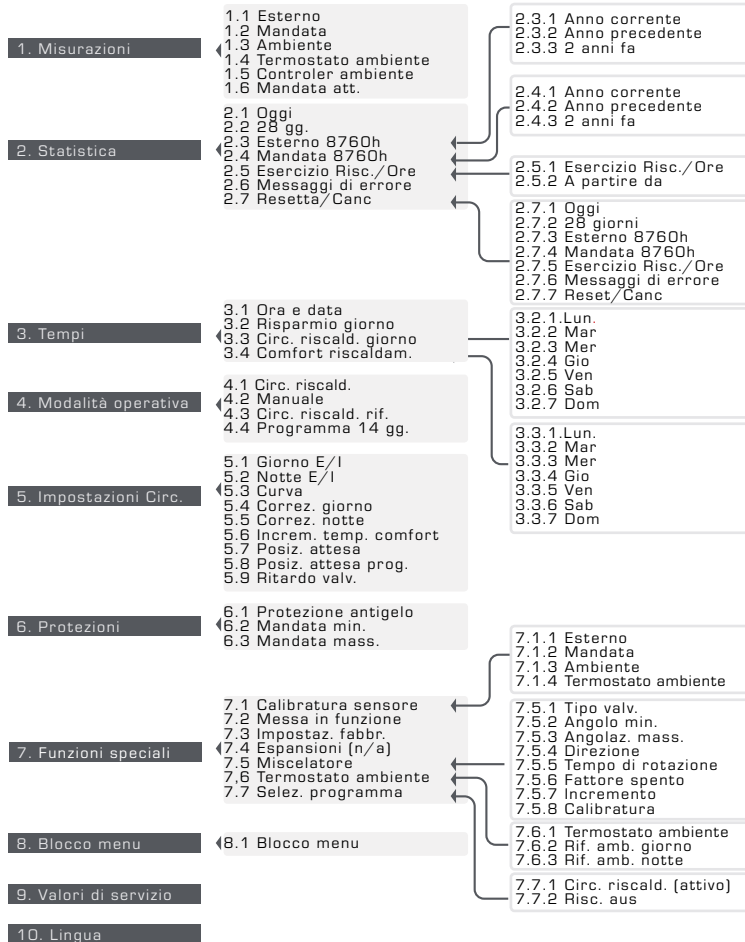 1. Misurazioni
1.1 Esterno
1.2 Mandata
1.3 Ambiente
1.4 Termostato ambiente
1.5 Controler ambiente
1.6 Mandata att.
2. Statistica
2.1 Oggi
2.2 28 gg.
2.3 Esterno 8760h
2.4 Mandata 8760h
2.5 Esercizio Risc./Ore
2.6 Messaggi di errore
2.7 Resetta/Canc
2.3.1 Anno corrente
2.3.2 Anno precedente
2.3.3 2 anni fa
2.4.1 Anno corrente
2.4.2 Anno precedente
2.4.3 2 anni fa
2.5.1 Esercizio Risc./Ore
2.5.2 A partire da
2.7.1 Oggi
2.7.2 28 giorni
2.7.3 Esterno 8760h
2.7.4 Mandata 8760h
2.7.5 Esercizio Risc./Ore
2.7.6 Messaggi di errore
2.7.7 Reset/Canc
3. Tempi
3.1 Ora e data
3.2 Risparmio giorno
3.3 Circ. riscald. giorno
3.4 Comfort riscaldam.
3.2.1.Lun.
3.2.2 Mar
3.2.3 Mer
3.2.4 Gio
3.2.5 Ven
3.2.6 Sab
3.2.7 Dom
3.3.1.Lun.
3.3.2 Mar
3.3.3 Mer
3.3.4 Gio
3.3.5 Ven
3.3.6 Sab
3.3.7 Dom
4. Modalità operativa
4.1 Circ. riscald.
4.2 Manuale
4.3 Circ. riscald. rif.
4.4 Programma 14 gg.
5. Impostazioni Circ.
5.1 Giorno E/I
5.2 Notte E/I
5.3 Curva
5.4 Correz. giorno
5.5 Correz. notte
5.6 Increm. temp. comfort
5.7 Posiz. attesa
5.8 Posiz. attesa prog.
5.9 Ritardo valv.
6. Protezioni
6.1 Protezione antigelo
6.2 Mandata min.
6.3 Mandata mass.
7. Funzioni speciali
7.1 Calibratura sensore
7.2 Messa in funzione
7.3 Impostaz. fabbr.
7.4 Espansioni (n/a)
7.5 Miscelatore
7,6 Termostato ambiente
7.7 Selez. programma
7.1.1 Esterno
7.1.2 Mandata
7.1.3 Ambiente
7.1.4 Termostato ambiente
7.5.1 Tipo valv.
7.5.2 Angolo min.
7.5.3 Angolaz. mass.
7.5.4 Direzione
7.5.5 Tempo di rotazione
7.5.6 Fattore spento
7.5.7 Incremento
7.5.8 Calibratura
7.6.1 Termostato ambiente
7.6.2 Rif. amb. giorno
7.6.3 Rif. amb. notte
7.7.1 Circ. riscald. (attivo)
7.7.2 Risc. aus
8. Blocco menu
8.1 Blocco menu
9. Valori di servizio
10. Lingua